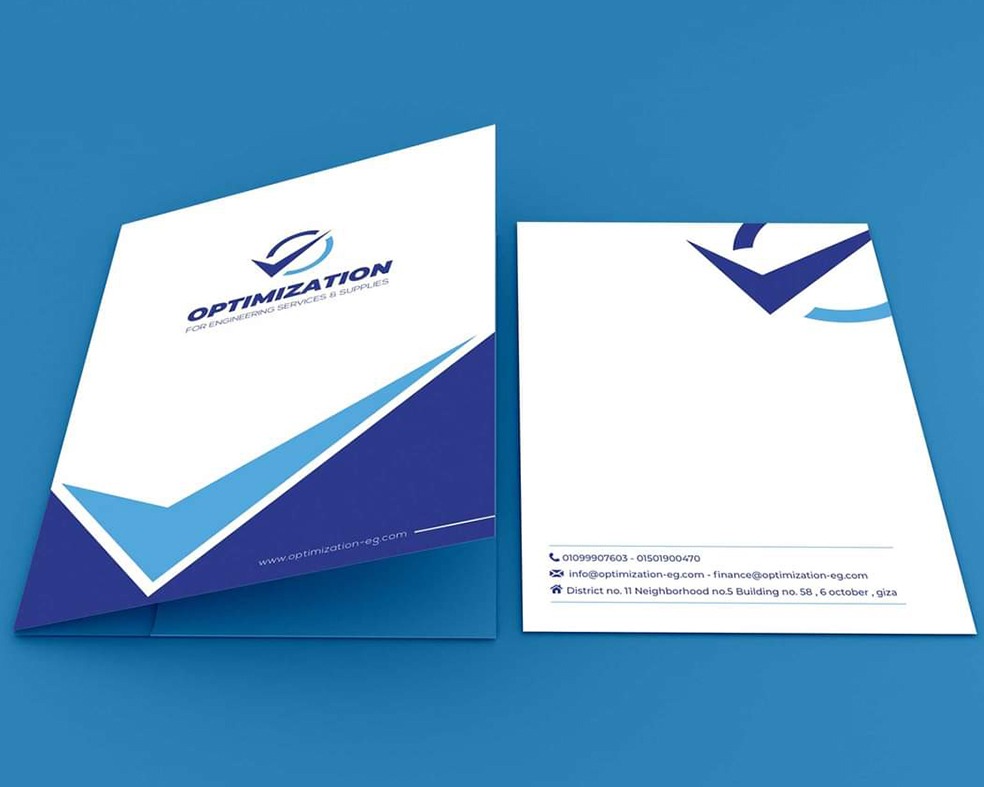 OPTIMIZATION
FOR ENGINEERING SERVICES & SUPPLIES
www.optimization-eg.com
01099907603 - 01501900470
info@optimization-eg.com - finance@optimization-eg.com
District no. 11 Neighborhood no.5 Building no. 58 , 6 october , giza